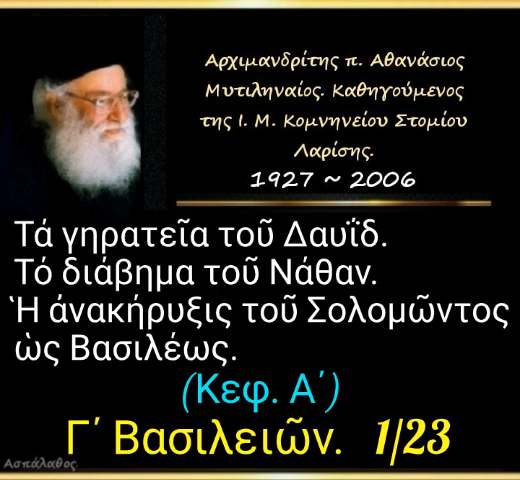 Αρχιμανδρίτης π. Αθανάσιος
Μυτιληναίος. Καθηγούμενος
της Ι. Μ. Κομνηνείου Στομίου
Λαρίσης.
1927 ~ 2006
Τά γηρατεῖα τοῦ Δαυΐδ.
Τό διάβημα τοῦ Νάθαν.
Ἡ άνακήρυξις τοῦ Σολομῶντος
ὡς Βασιλέως.
(Κεφ. Α΄)
Γ΄ Βασιλειῶν. 1/23
Ασπάλαθος.